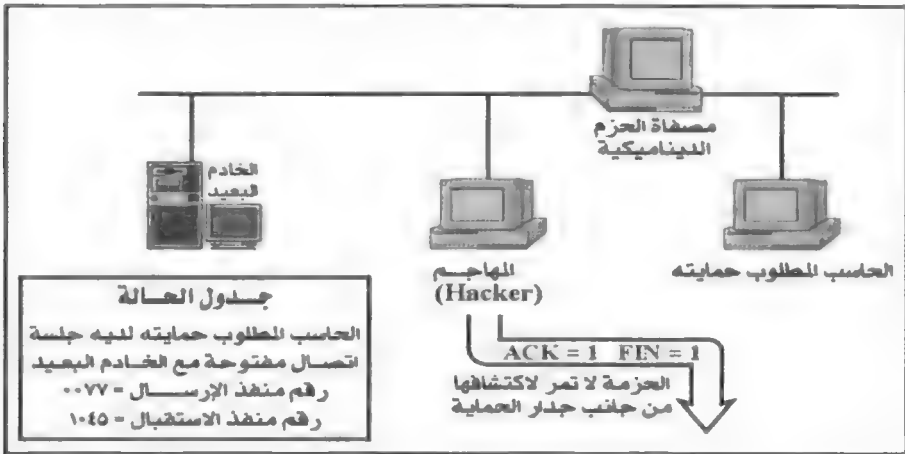 مصفاة الحزم
الديناميكية
الخادم
البعيد
المهاجم
(Hacker)
الحاسب المطلوب حمايته
جدول الحالة
الحاسب المطلوب حمايته لديه جلسة
اتصال مفتوحة مع الخادم البعيد
رقم منفذ الإرسال = ٠٠٧٧
رقم منفذ الاستقبال = ١٠٤٥
ACK = 1 FIN = 1
الحزمة لا تمر لاكتشافها
من جانب جدار الحماية